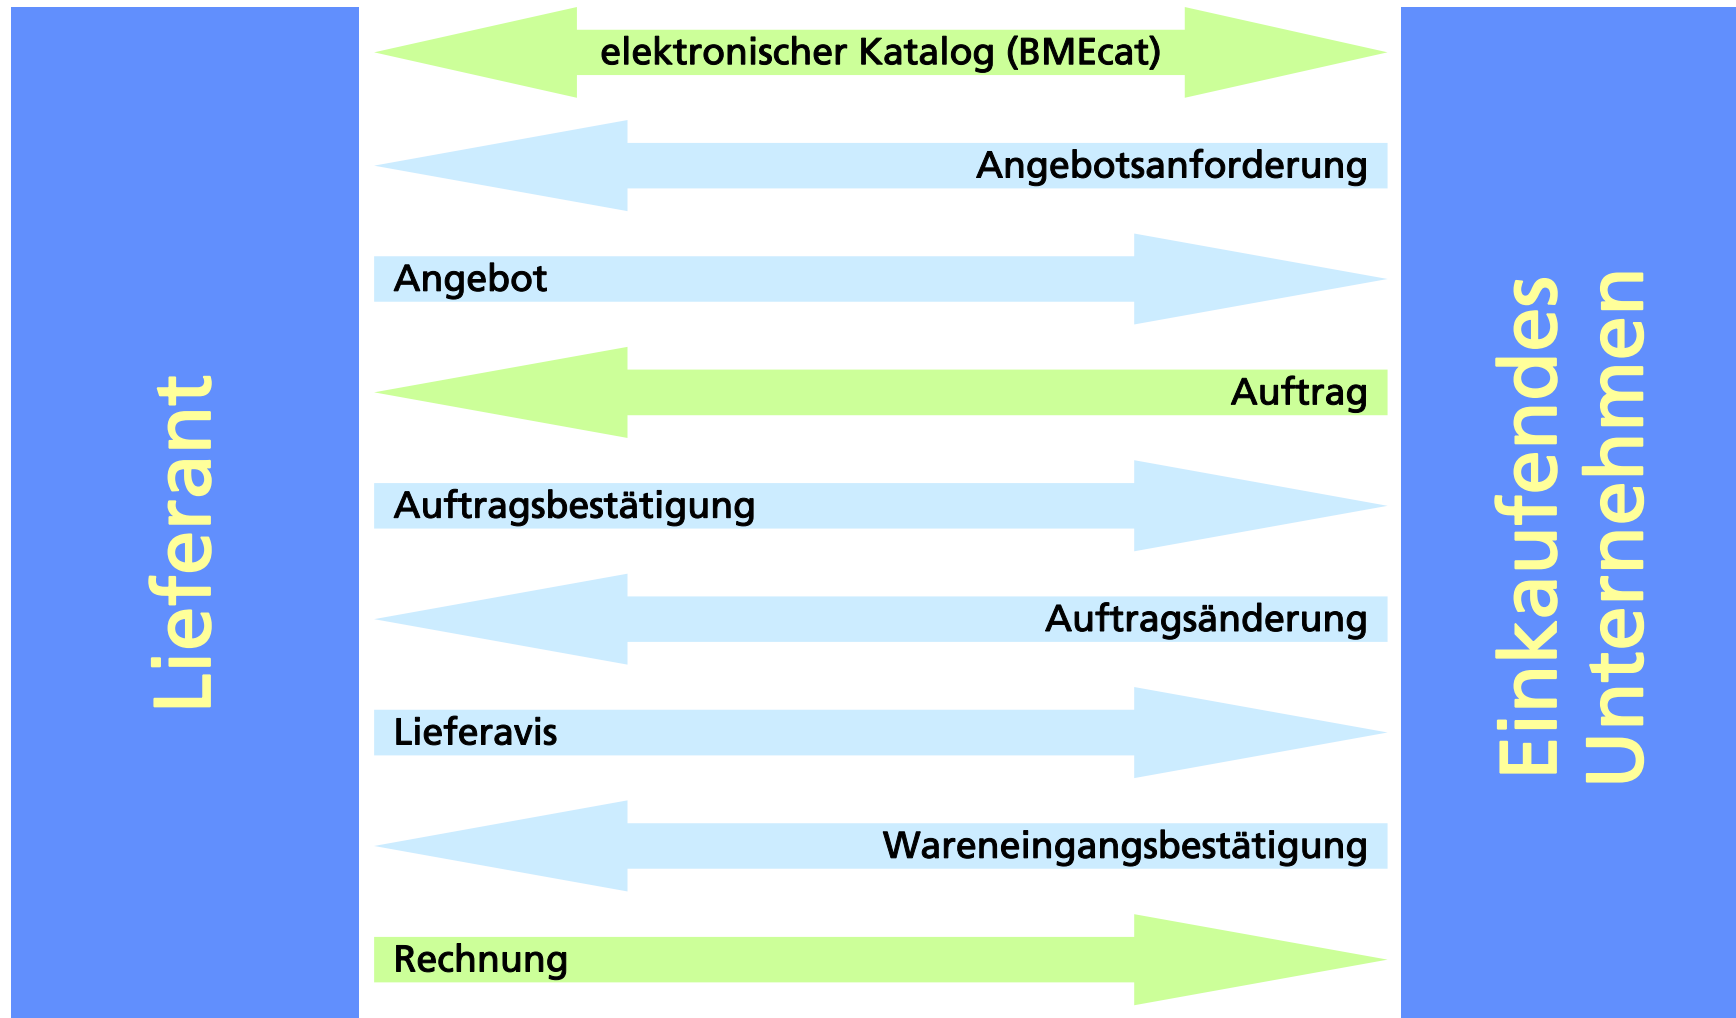 Lieferant
elektronischer Katalog (BMEcat)
Angebotsanforderung
Angebot
Auftrag
Auftragsbestätigung
Auftragsänderung
Lieferavis
Wareneingangsbestätigung
Rechnung
Einkaufendes
Unternehmen